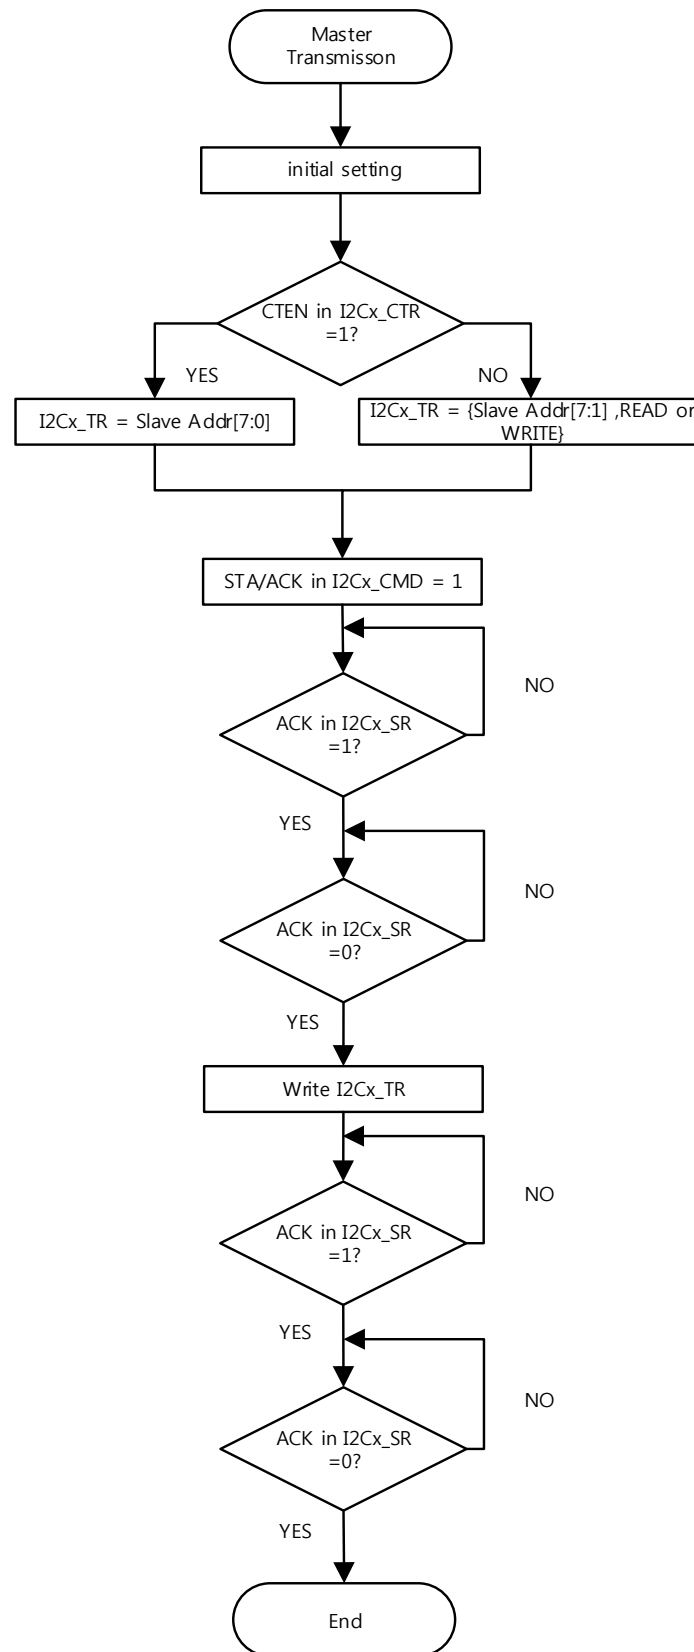 Master
Transmisson
initial setting
CTEN in I2Cx_CTR
=1?
YES
NO
I2Cx_TR = Slave Addr[7:0]
I2Cx_TR = {Slave Addr[7:1] ,READ or
WRITE}
STA/ACK in I2Cx_CMD = 1
NO
ACK in I2Cx_SR
=1?
YES
NO
ACK in I2Cx_SR
=0?
YES
Write I2Cx_TR
NO
ACK in I2Cx_SR
=1?
YES
NO
ACK in I2Cx_SR
=0?
YES
End